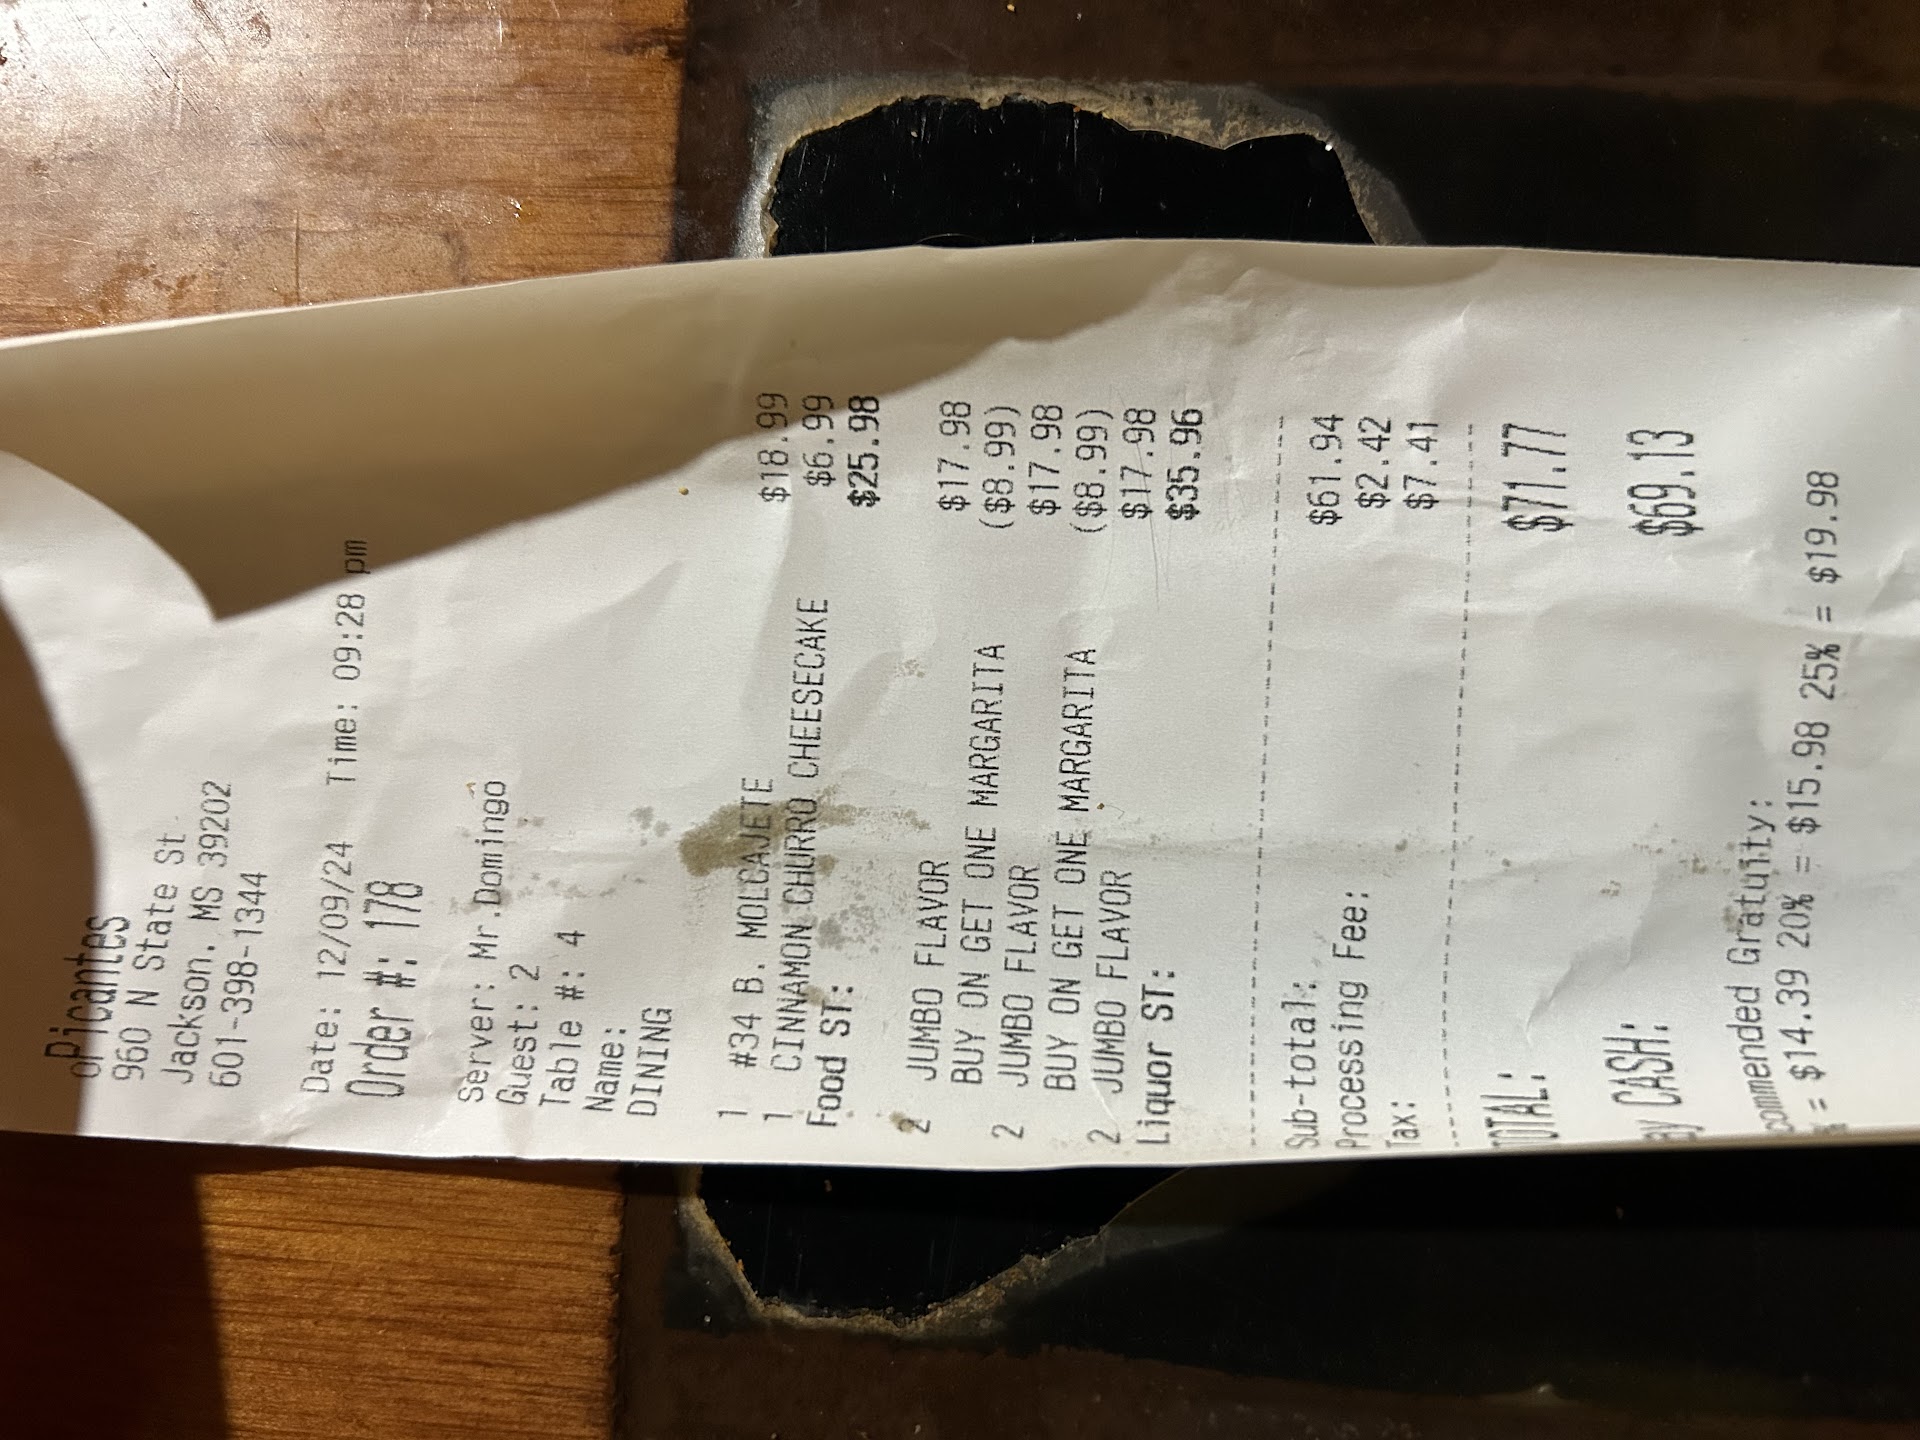 oPicantes
960 N State St
Jackson. MS 39202
601-398-1344
Date: 12/09/24 Time: 09:28 pm
Order #: 178
Server: Mr.Domingo
Guest: 2
Table #: 4
Name:
DINING
1 #34 B. MOLCAJETE $18.99
1 CINNAMON CHURRO CHEESECAKE $6.99
Food ST: $25.98
2 JUMBO FLAVOR $17.98
BUY ON GET ONE MARGARITA ($8.99)
2 JUMBO FLAVOR $17.98
BUY ON GET ONE MARGARITA ($8.99)
2 JUMBO FLAVOR $17.98
Liquor ST: $35.96
Sub-total: $61.94
Processing Fee: $2.42
Tax: $7.41
OTAL: $71.77
ay CASH: $69.13
commended Gratuity:
% = $14.39 20% = $15.98 25% = $19.98